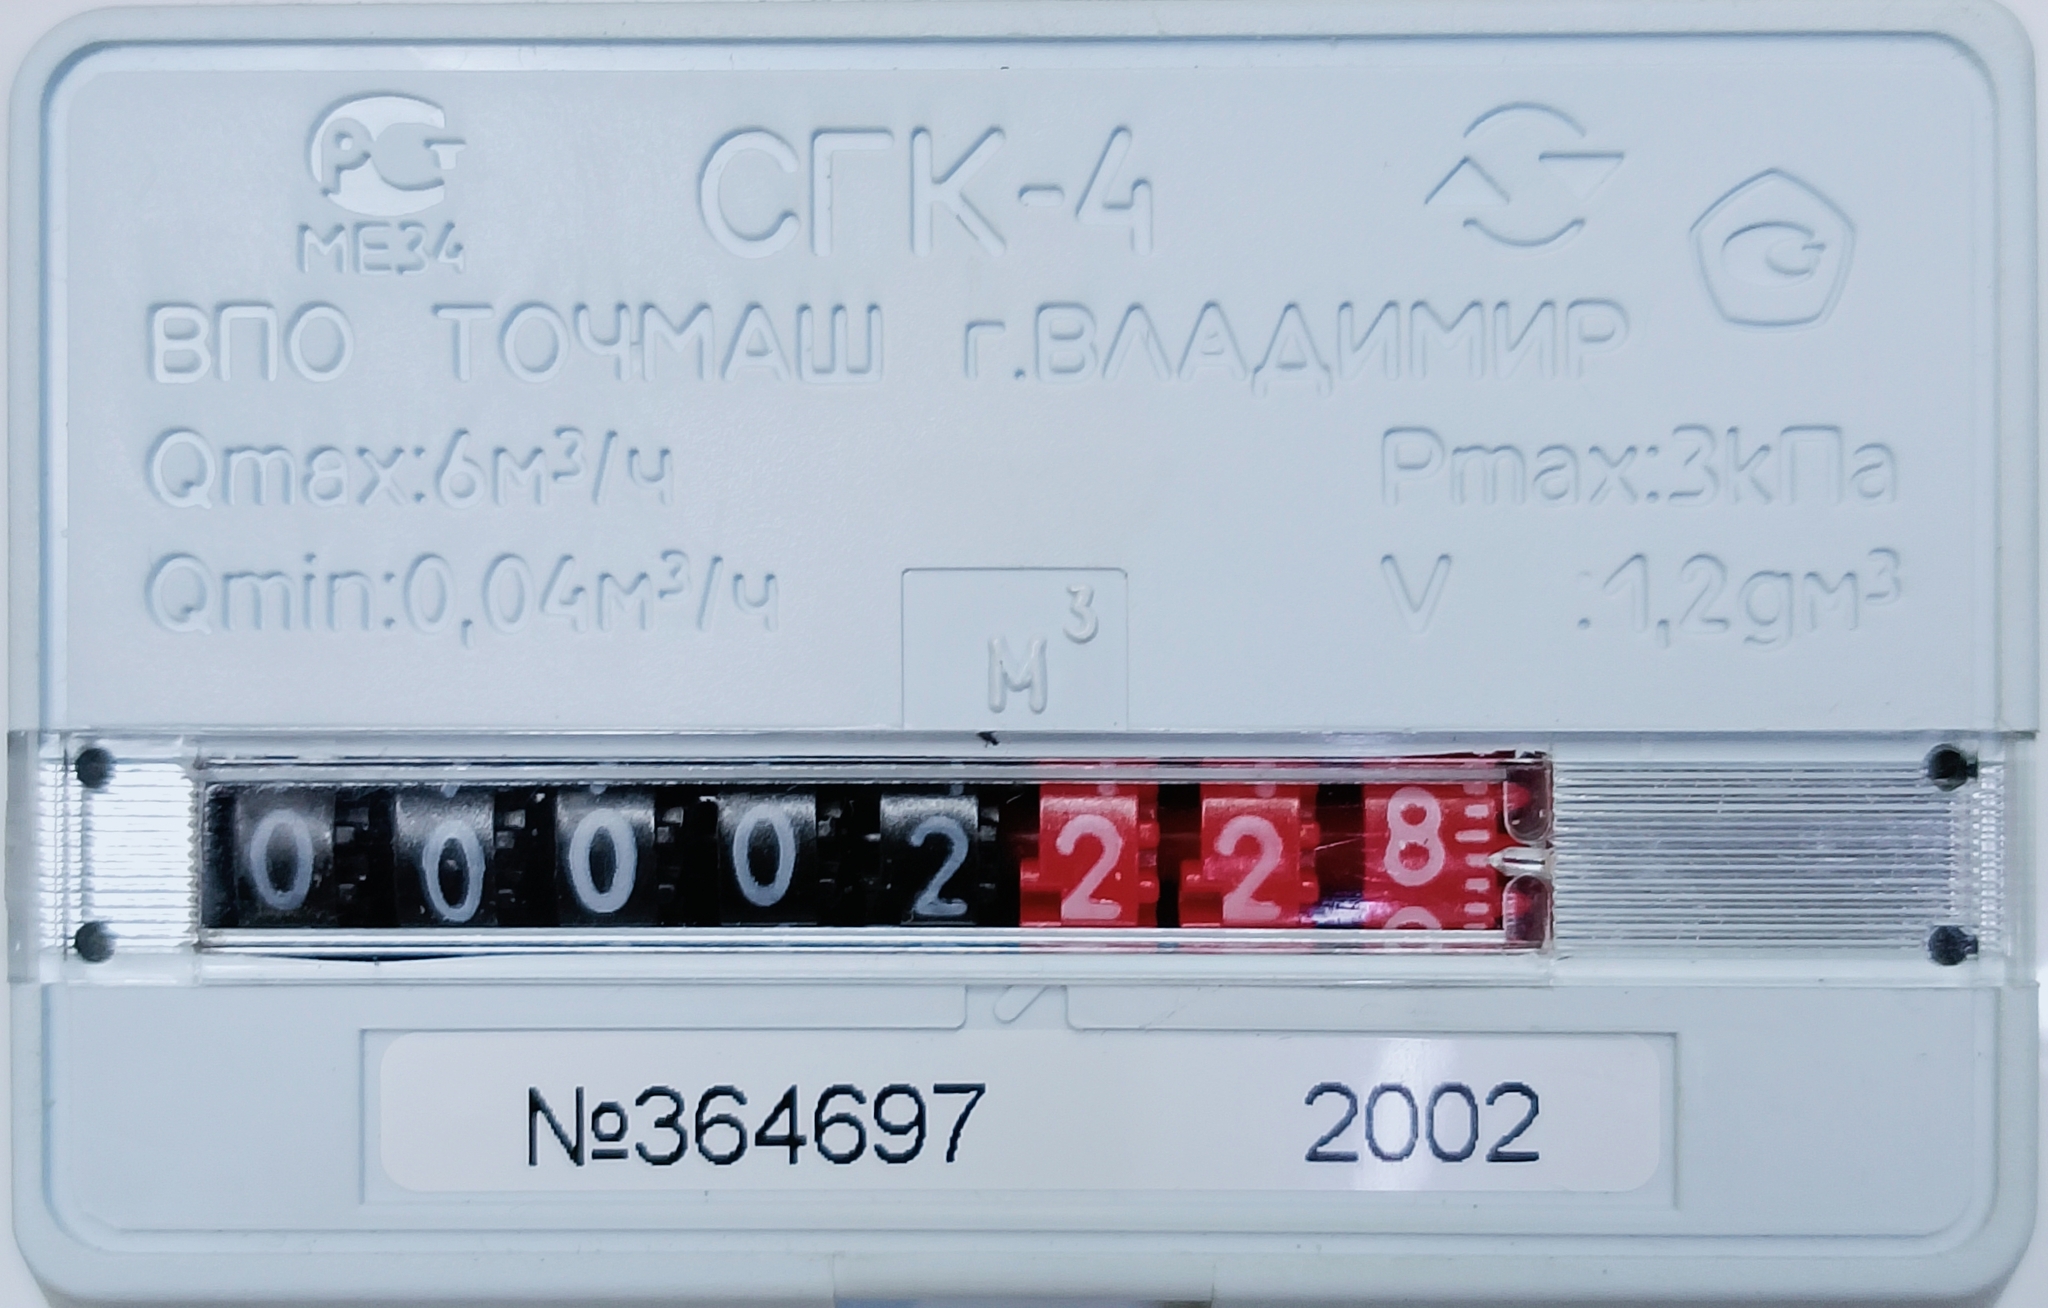 РСТ
МЕ34
СГК-4
ВПО ТОЧМАШ г.ВЛАДИМИР
Qmax:6м³/ч
Pmax:3кПа
Qmin:0,04м³/ч
V :1,2gм³
м³
00002228
№364697 2002